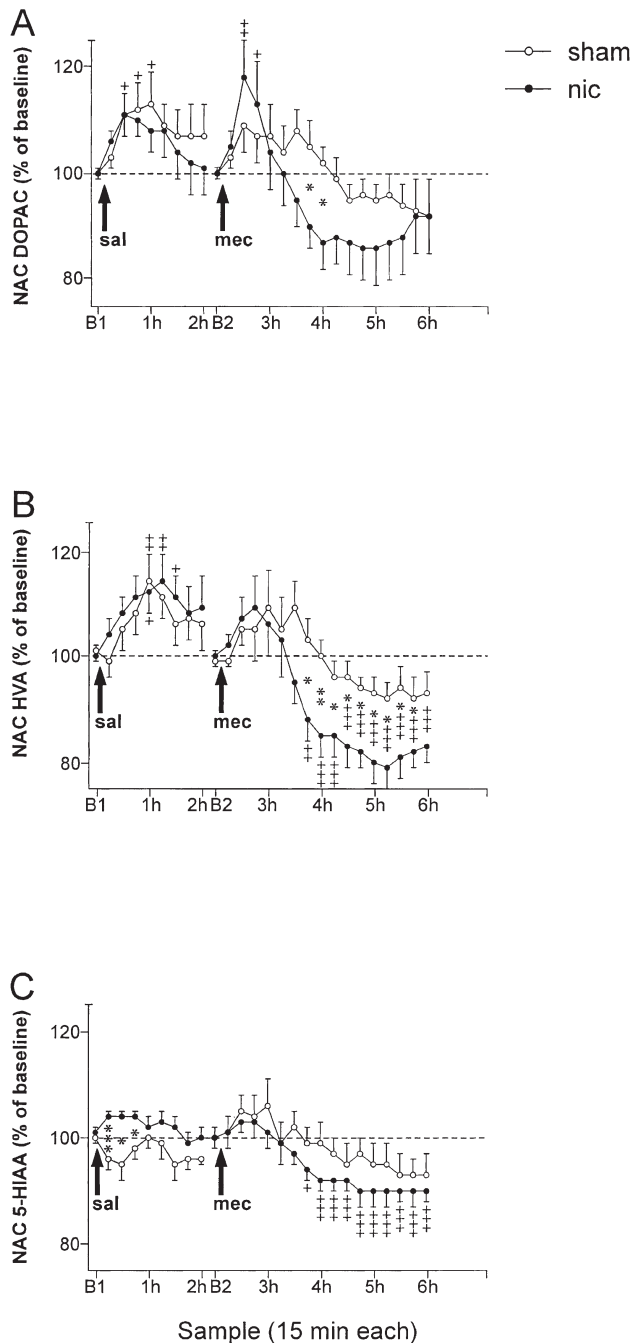 A
NAC DOPAC (% of baseline)
120
100
80
sham
nic
sal
mec
B1 1h 2h B2 3h 4h 5h 6h
B
NAC HVA (% of baseline)
120
100
80
sal
mec
B1 1h 2h B2 3h 4h 5h 6h
C
NAC 5-HIAA (% of baseline)
120
100
80
sal
mec
B1 1h 2h B2 3h 4h 5h 6h
Sample (15 min each)